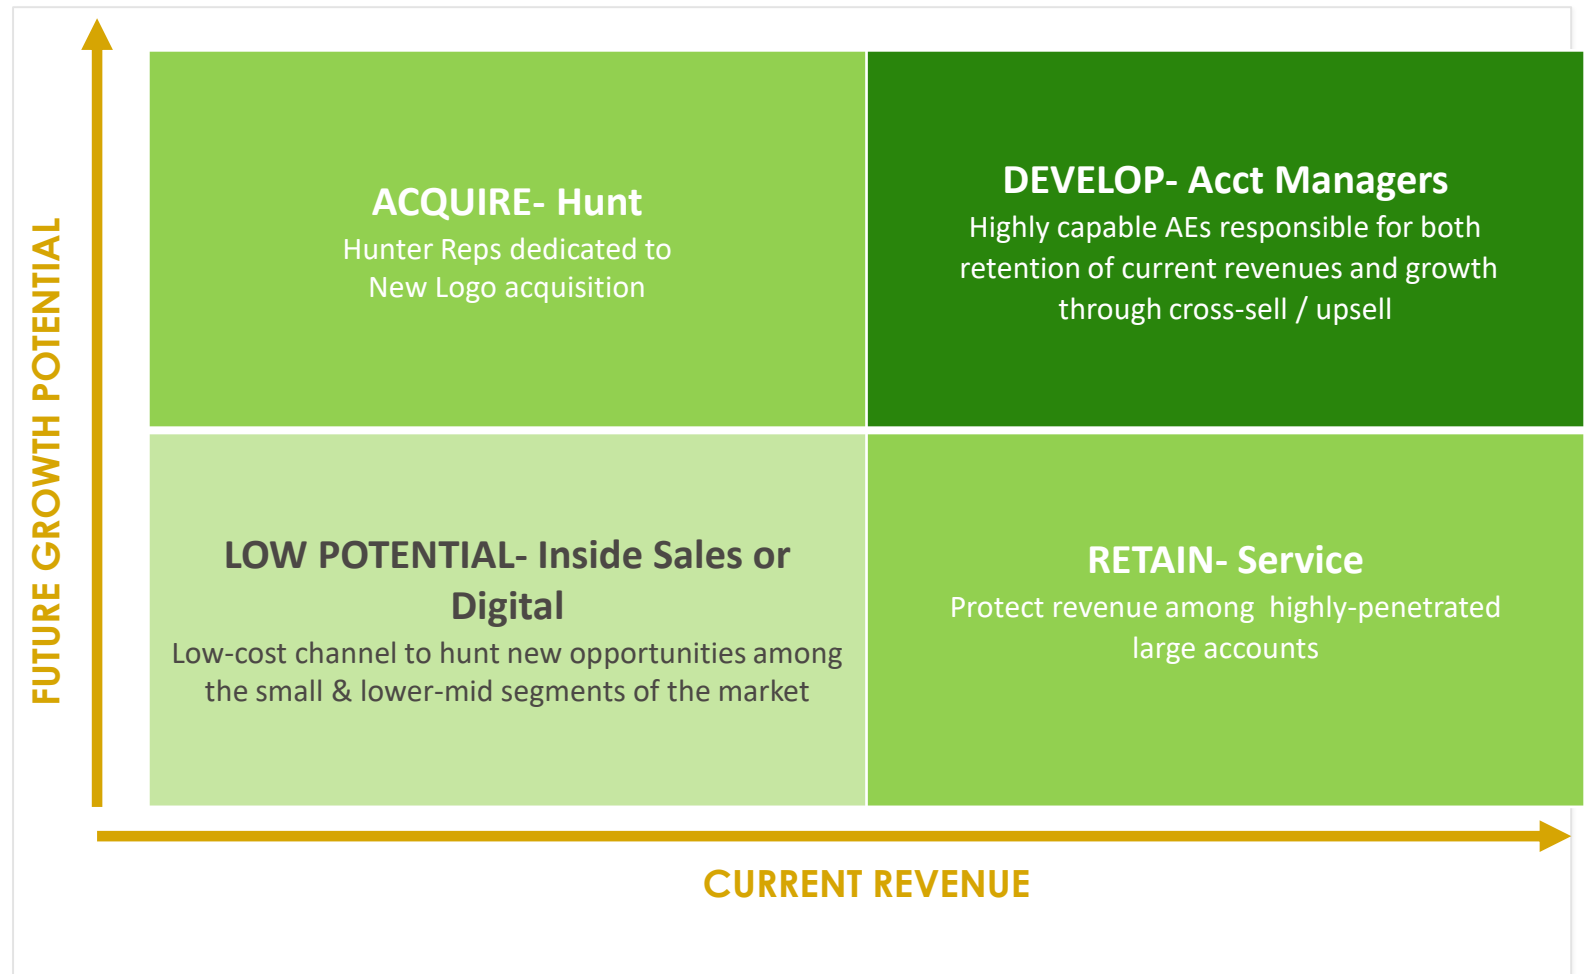 FUTURE GROWTH POTENTIAL
ACQUIRE- Hunt
Hunter Reps dedicated to
New Logo acquisition
DEVELOP- Acct Managers
Highly capable AEs responsible for both
retention of current revenues and growth
through cross-sell / upsell
LOW POTENTIAL- Inside Sales or
Digital
Low-cost channel to hunt new opportunities among
the small & lower-mid segments of the market
RETAIN- Service
Protect revenue among  highly-penetrated
large accounts
CURRENT REVENUE